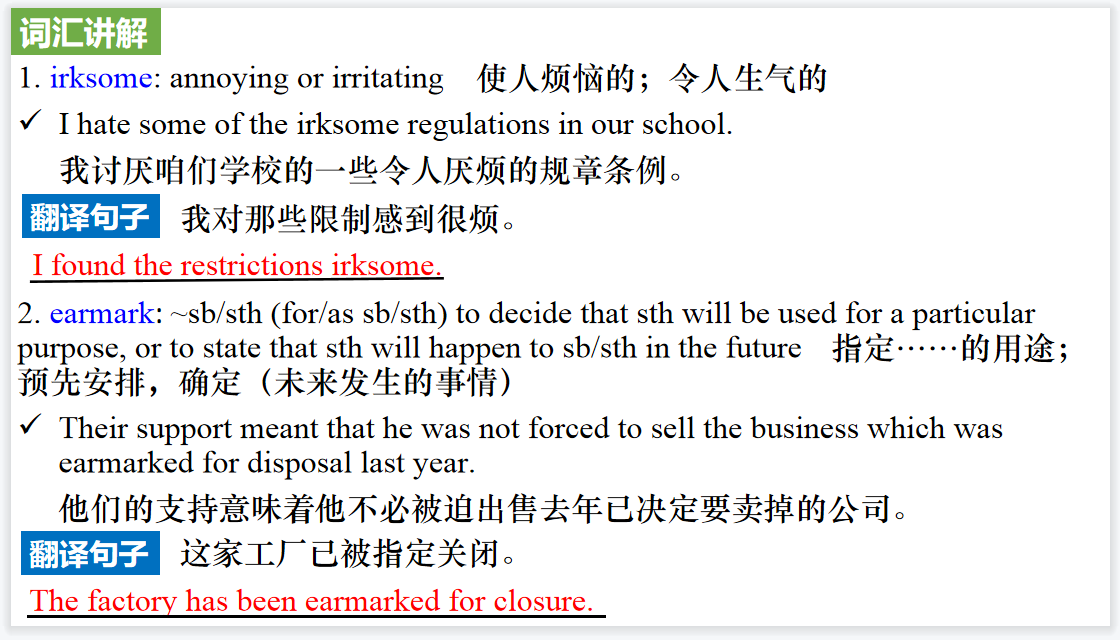 词汇讲解
1. irksome: annoying or irritating 使人烦恼的；令人生气的
✓ I hate some of the irksome regulations in our school.
我讨厌咱们学校的一些令人厌烦的规章条例。
翻译句子 我对那些限制感到很烦。
I found the restrictions irksome.
2. earmark: ~sb/sth (for/as sb/sth) to decide that sth will be used for a particular
purpose, or to state that sth will happen to sb/sth in the future 指定……的用途；
预先安排，确定（未来发生的事情）
✓ Their support meant that he was not forced to sell the business which was
earmarked for disposal last year.
他们的支持意味着他不必被迫出售去年已决定要卖掉的公司。
翻译句子 这家工厂已被指定关闭。
The factory has been earmarked for closure.